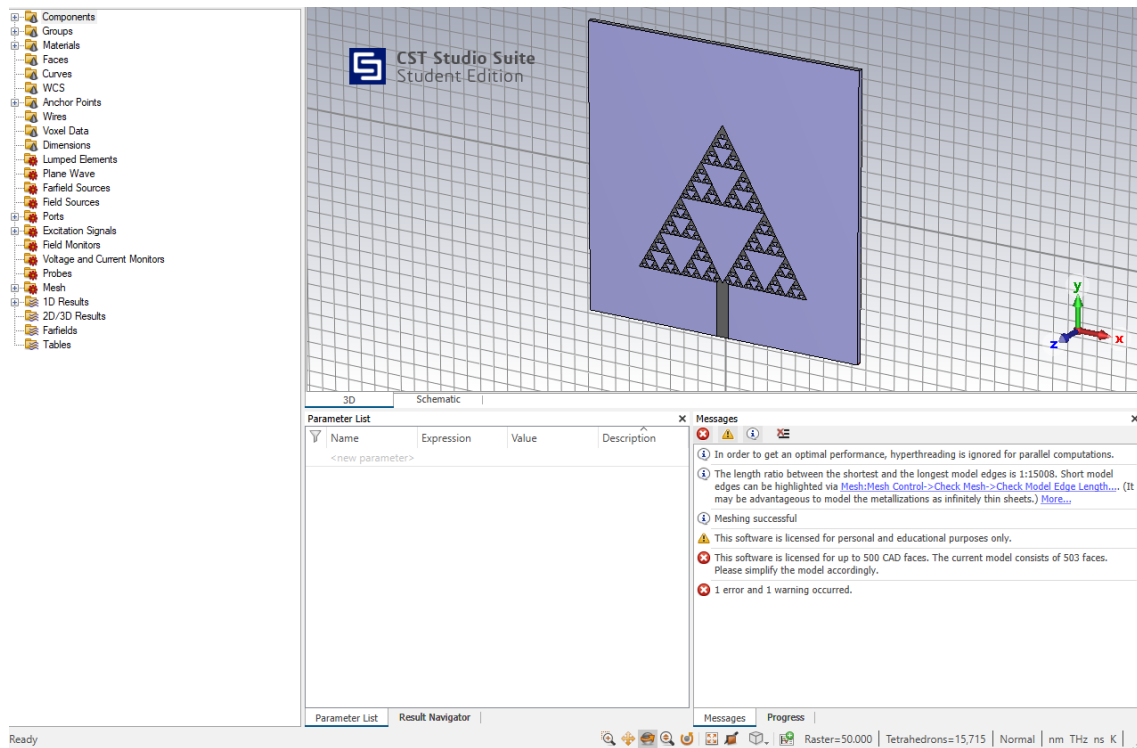 Components
Groups
Materials
Faces
Curves
WCS
Anchor Points
Wires
Voxel Data
Dimensions
Lumped Elements
Plane Wave
Farfield Sources
Field Sources
Ports
Excitation Signals
Field Monitors
Voltage and Current Monitors
Probes
Mesh
1D Results
2D/3D Results
Farfields
Tables
CST Studio Suite
Student Edition
y
x
z
3D Schematic
Parameter List
Name Expression Value Description
<new parameter>
Parameter List Result Navigator
Messages
In order to get an optimal performance, hyperthreading is ignored for parallel computations.
The length ratio between the shortest and the longest model edges is 1:15008. Short model
edges can be highlighted via Mesh:Mesh Control->Check Mesh->Check Model Edge Length.... (It
may be advantageous to model the metallizations as infinitely thin sheets.) More...
Meshing successful
This software is licensed for personal and educational purposes only.
This software is licensed for up to 500 CAD faces. The current model consists of 503 faces.
Please simplify the model accordingly.
1 error and 1 warning occurred.
Messages Progress
Ready
Raster=50.000 Tetrahedrons=15,715 Normal nm THz ns K